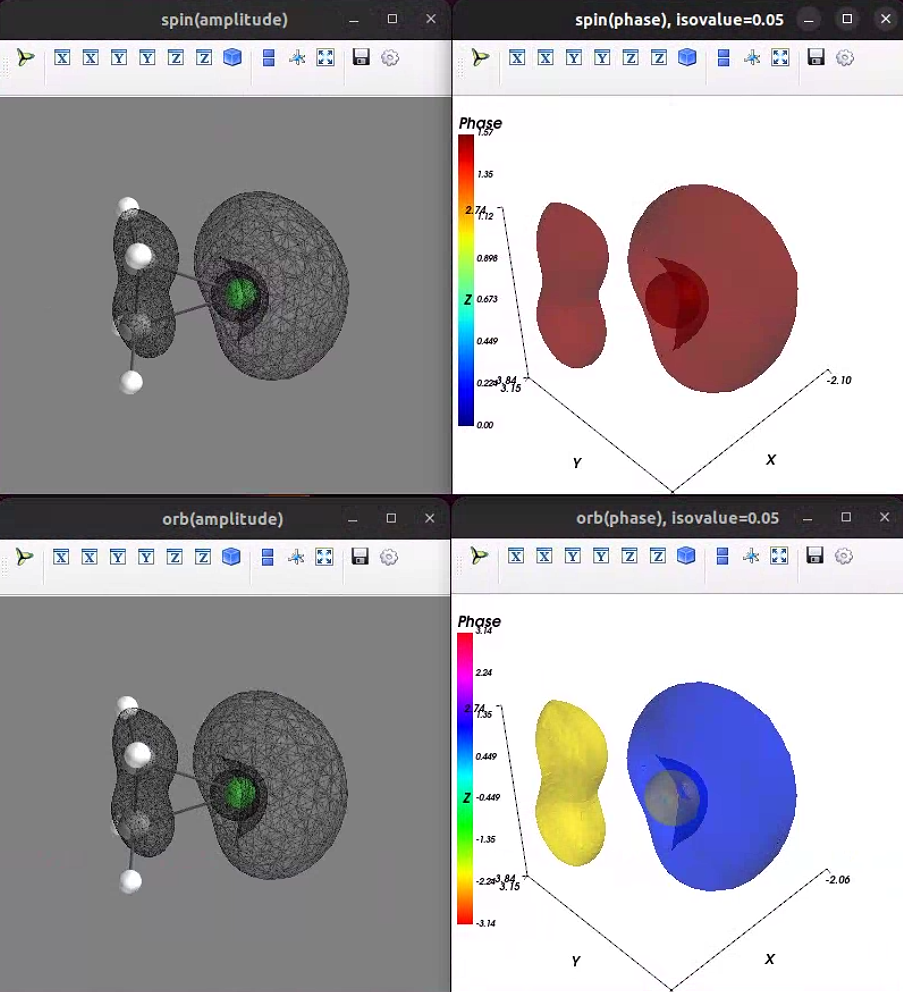 spin(amplitude)
X X Y Y Z Z
spin(phase), isovalue=0.05
X X Y Y Z Z
Phase
1.57
1.35
2.74
1.12
0.898
Z
0.673
0.449
0.224
-3.84
3.15
0.00
-2.10
Y
X
orb(amplitude)
X X Y Y Z Z
orb(phase), isovalue=0.05
X X Y Y Z Z
Phase
3.14
2.24
2.74
1.35
0.449
Z
-0.449
-1.35
-2.24
-3.84
3.15
-3.14
-2.06
Y
X